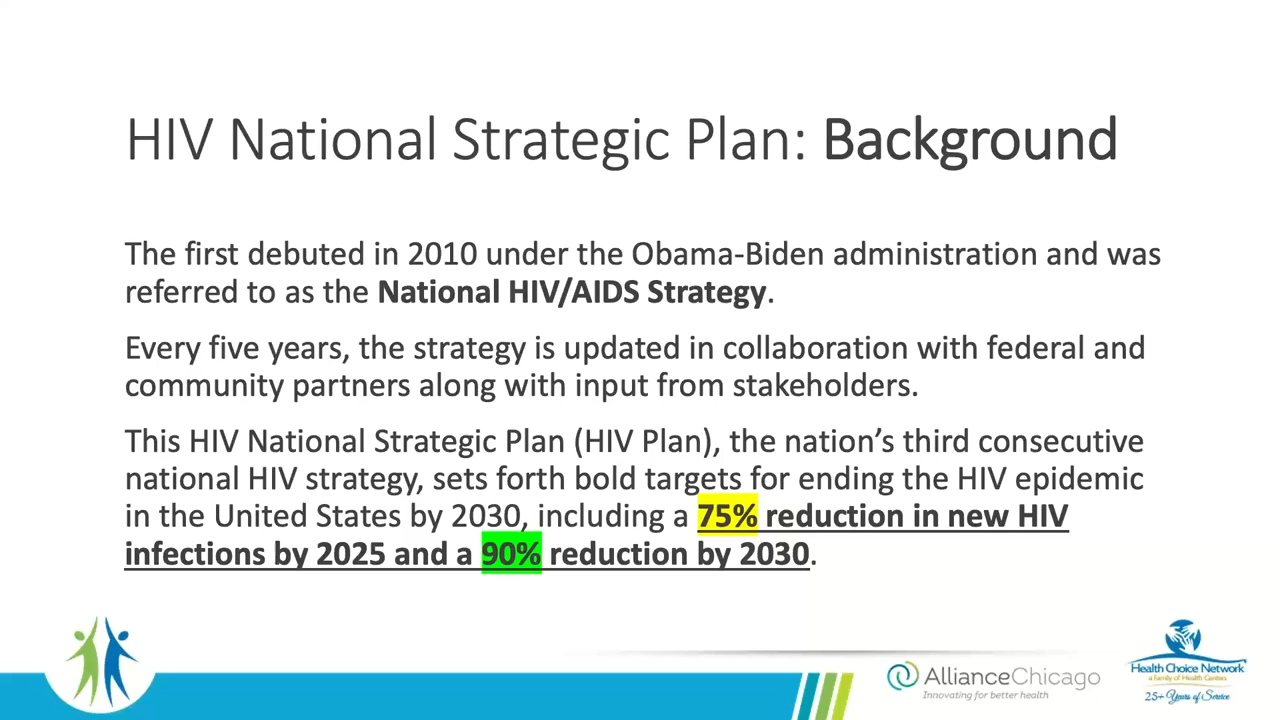 HIV National Strategic Plan: Background
The first debuted in 2010 under the Obama-Biden administration and was
referred to as the National HIV/AIDS Strategy.
Every five years, the strategy is updated in collaboration with federal and
community partners along with input from stakeholders.
This HIV National Strategic Plan (HIV Plan), the nation’s third consecutive
national HIV strategy, sets forth bold targets for ending the HIV epidemic
in the United States by 2030, including a 75% reduction in new HIV
infections by 2025 and a 90% reduction by 2030.
AllianceChicago
Innovating for better health
Health Choice Network
a Family of Health Centers
25+ Years of Service